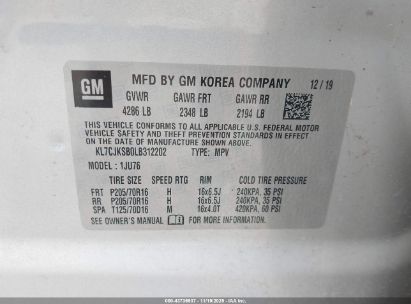 GM
MFD BY GM KOREA COMPANY 12/19
GVWR GAWR FRT GAWR RR
4286 LB 2348 LB 2194 LB
THIS VEHICLE CONFORMS TO ALL APPLICABLE U.S. FEDERAL MOTOR
VEHICLE SAFETY, BUMPER, AND THEFT PREVENTION STANDARDS IN
EFFECT ON THE DATE OF MANUFACTURE SHOWN ABOVE.
KL7CJKSB0LB312202 TYPE: MPV
MODEL: 1JU76
TIRE SIZE SPEED RTG RIM COLD TIRE PRESSURE
FRT P205/70R16 H 16x6.5J 240KPA, 35 PSI
RR P205/70R16 H 16x6.5J 240KPA, 35 PSI
SPA T125/70D16 M 16x4.0T 420KPA, 60 PSI
SEE OWNER'S MANUAL FOR MORE INFORMATION.